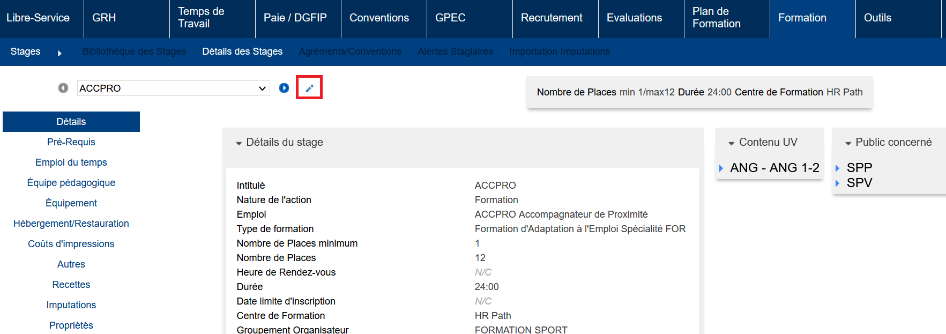 Libre-Service GRH Temps de Travail Paie / DGFIP Conventions GPEC Recrutement Evaluations Plan de Formation Formation Outils
Stages Bibliothèque des Stages Détails des Stages Agréments/Conventions Alertes Stagiaires Importation Imputations
ACCPRO
Nombre de Places min 1/max12 Durée 24:00 Centre de Formation HR Path
Détails
Pré-Requis
Emploi du temps
Équipe pédagogique
Équipement
Hébergement/Restauration
Coûts d'impressions
Autres
Recettes
Imputations
Propriétés
Détails du stage
Intitulé ACCPRO
Nature de l'action Formation
Emploi ACCPRO Accompagnateur de Proximité
Type de formation Formation d'Adaptation à l'Emploi Spécialité FOR
Nombre de Places minimum 1
Nombre de Places 12
Heure de Rendez-vous N/C
Durée 24:00
Date limite d'inscription N/C
Centre de Formation HR Path
Groupement Organisateur FORMATION SPORT
Contenu UV
ANG - ANG 1-2
Public concerné
SPP
SPV